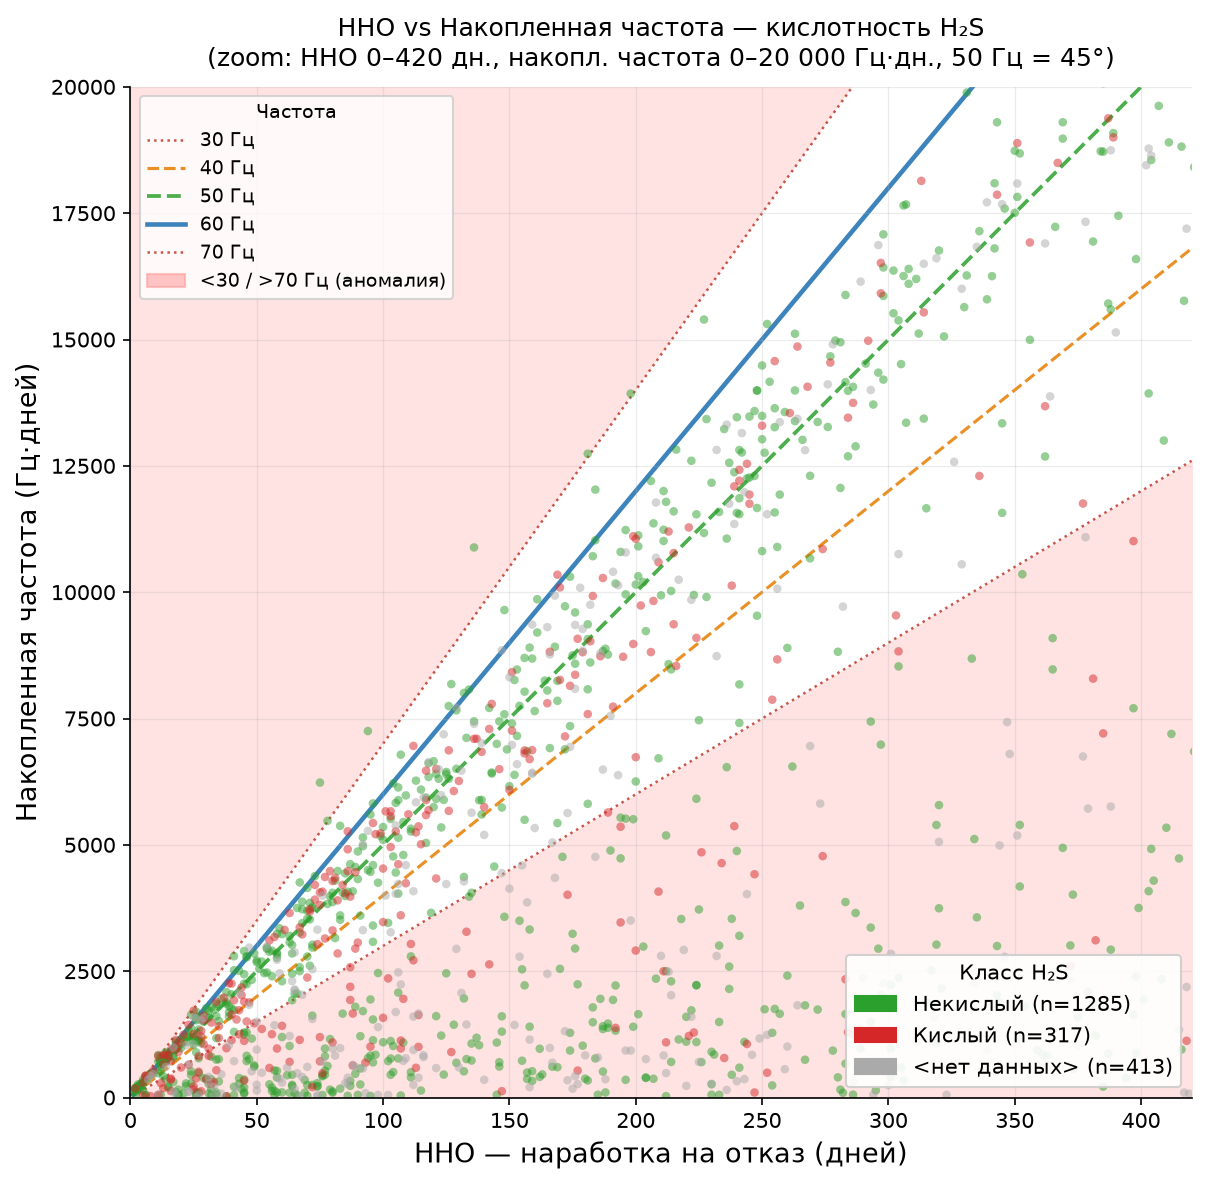 ННО vs Накопленная частота — кислотность H₂S
(zoom: ННО 0–420 дн., накопл. частота 0–20 000 Гц·дн., 50 Гц = 45°)
Частота
30 Гц
40 Гц
50 Гц
60 Гц
70 Гц
<30 / >70 Гц (аномалия)
Накопленная частота (Гц·дней)
20000
17500
15000
12500
10000
7500
5000
2500
0
Класс H₂S
Некислый (n=1285)
Кислый (n=317)
<нет данных> (n=413)
0 50 100 150 200 250 300 350 400
ННО — наработка на отказ (дней)